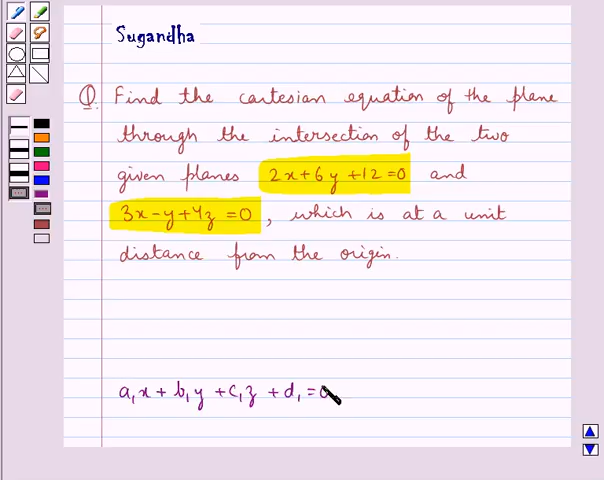 Sugandha
Q. Find the cartesian equation of the plane
through the intersection of the two
given planes 2x+6y+12=0 and
3x-y+4z=0, which is at a unit
distance from the origin.
a₁x + b₁y + c₁z + d₁ = 0